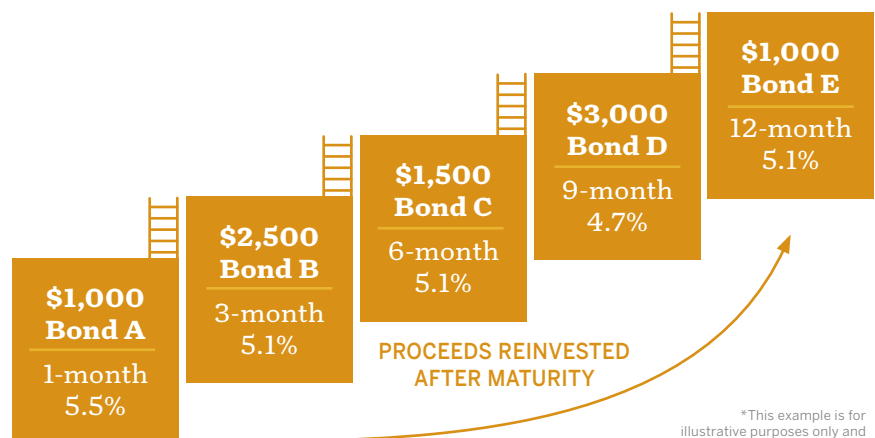 $1,000
Bond A
1-month
5.5%
$2,500
Bond B
3-month
5.1%
$1,500
Bond C
6-month
5.1%
$3,000
Bond D
9-month
4.7%
$1,000
Bond E
12-month
5.1%
PROCEEDS REINVESTED
AFTER MATURITY
*This example is for
illustrative purposes only and